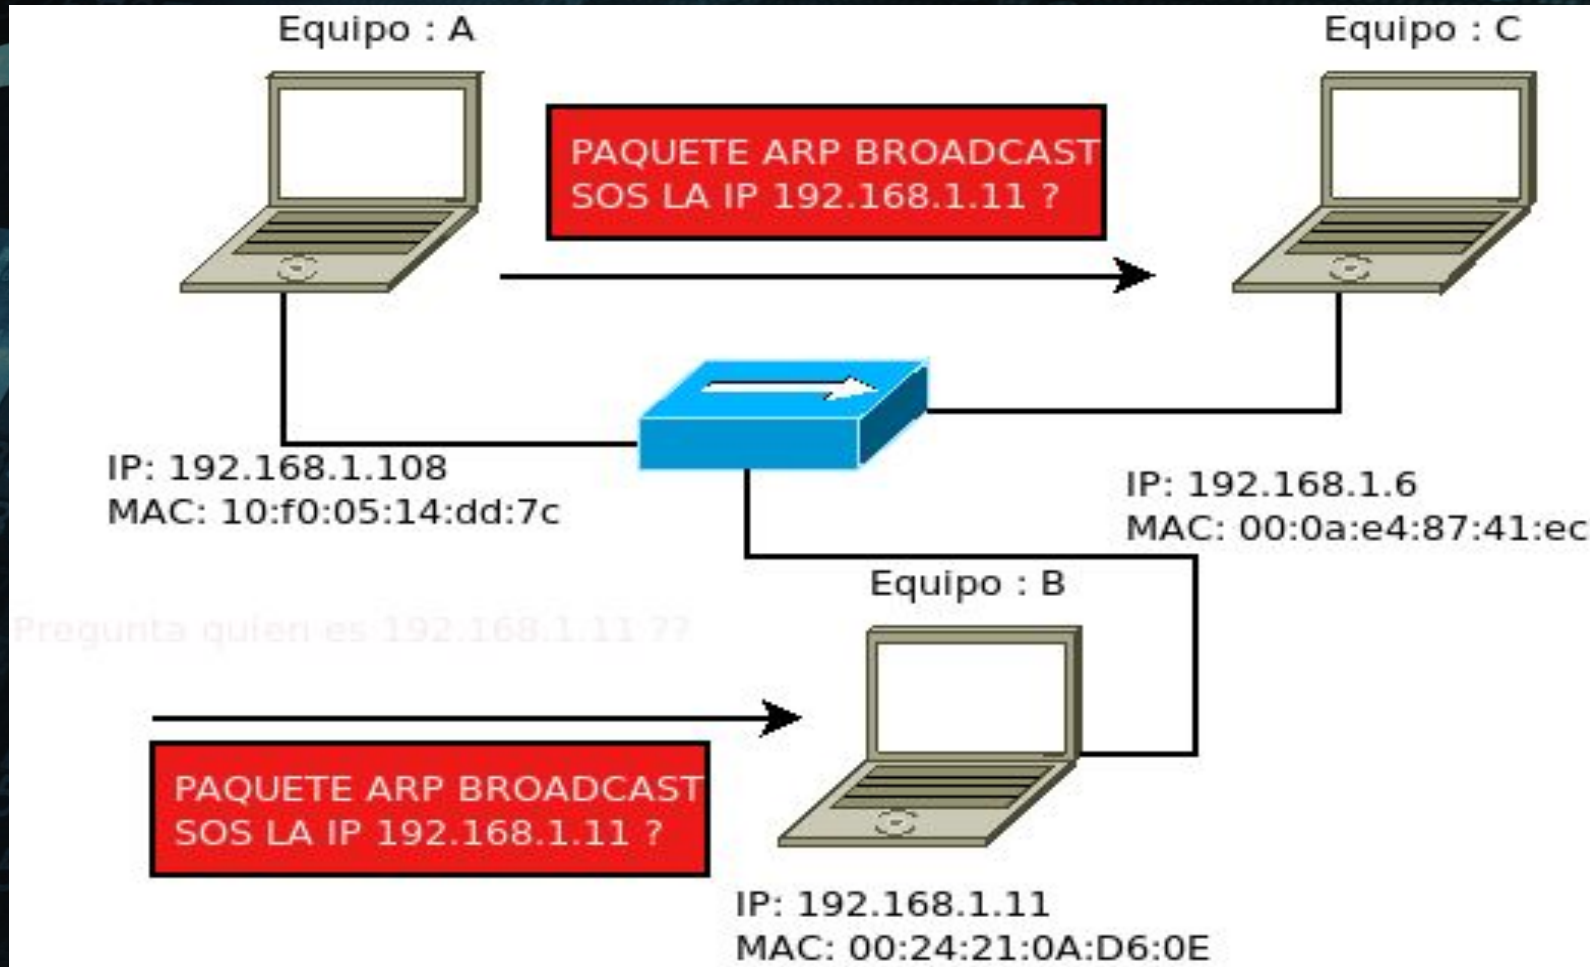 Equipo : A
Equipo : C
PAQUETE ARP BROADCAST
SOS LA IP 192.168.1.11 ?
IP: 192.168.1.108
MAC: 10:f0:05:14:dd:7c
IP: 192.168.1.6
MAC: 00:0a:e4:87:41:ec
Equipo : B
Pregunta quien es 192.168.1.11 ??
PAQUETE ARP BROADCAST
SOS LA IP 192.168.1.11 ?
IP: 192.168.1.11
MAC: 00:24:21:0A:D6:0E